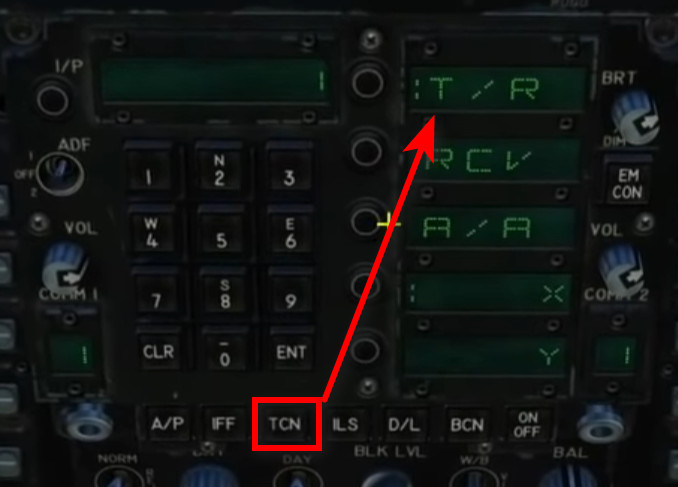 I/P
1
:T/R
BRT
ADF
1
OFF
2
N
1 2 3
RCV
DIM
EM
CON
VOL
W E
4 5 6
A/A
VOL
COMM 1
S
7 8 9
: X
COMM 2
1
CLR
–
0
ENT
Y
1
A/P IFF TCN ILS D/L BCN ON
OFF
NORM
DAY
BLK LVL
W/B
BAL